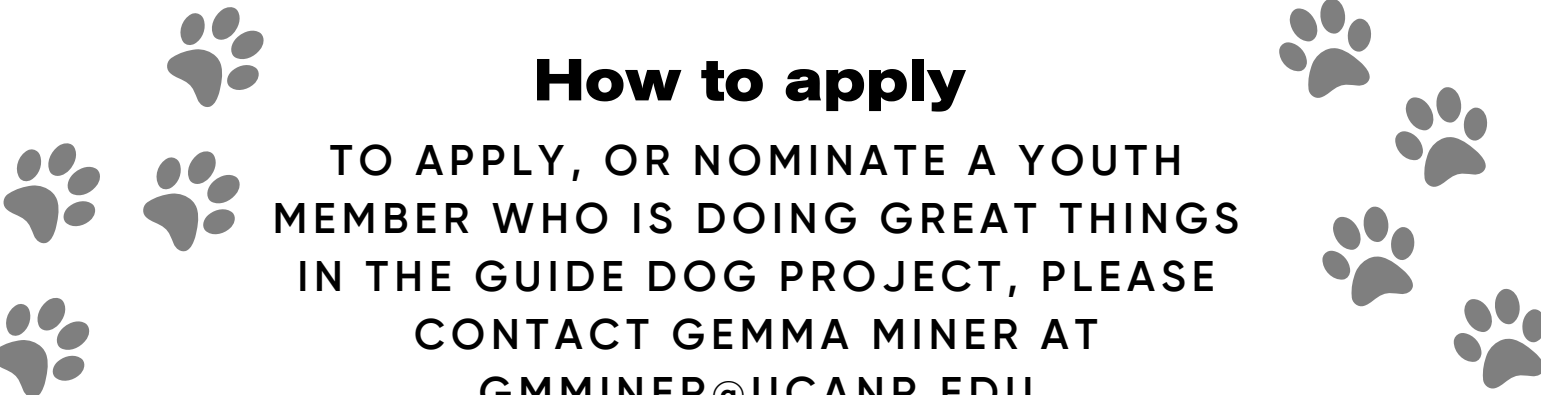 How to apply
TO APPLY, OR NOMINATE A YOUTH
MEMBER WHO IS DOING GREAT THINGS
IN THE GUIDE DOG PROJECT, PLEASE
CONTACT GEMMA MINER AT
GMMINER@UCANR.EDU